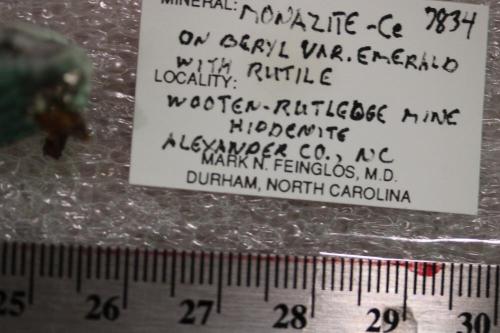 MINERAL: MONAZITE-Ce 7834
ON BERYL VAR. EMERALD
WITH RUTILE
LOCALITY:
WOOTEN-RUTLEDGE MINE
HIDDENITE
ALEXANDER CO., NC
MARK N. FEINGLOS, M.D.
DURHAM, NORTH CAROLINA
25 26 27 28 29 30